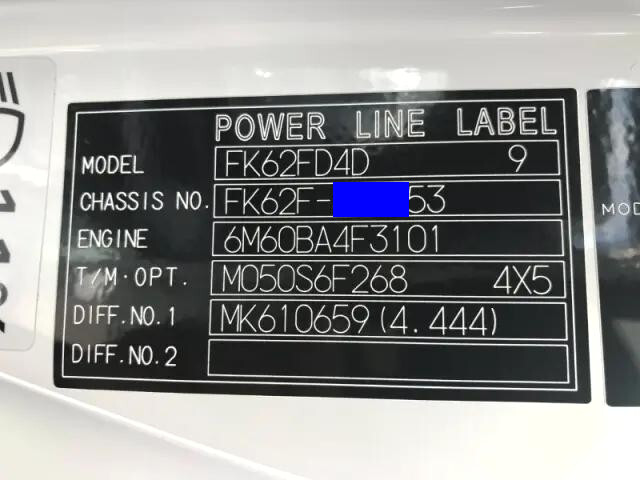 POWER LINE LABEL
MODEL FK62FD4D 9
CHASSIS NO. FK62F- 53
ENGINE 6M60BA4F3101
T/M·OPT. M050S6F268 4X5
DIFF.NO.1 MK610659(4.444)
DIFF.NO.2
MOD